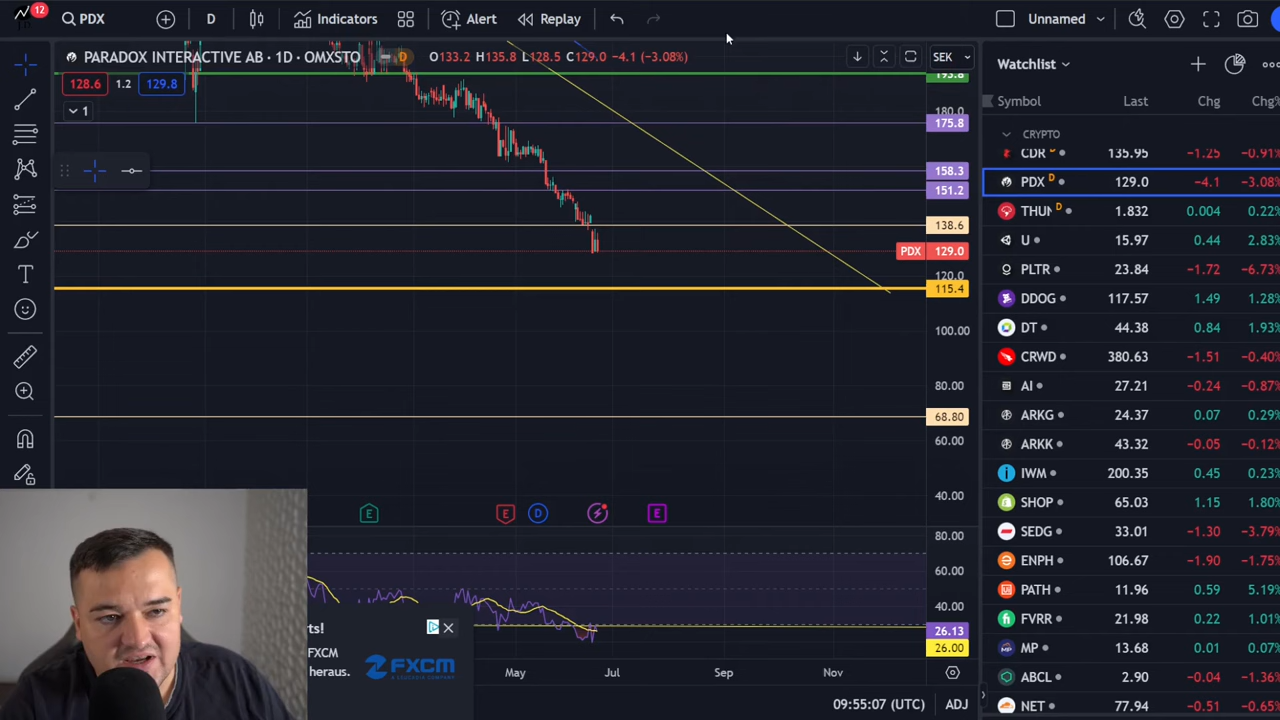 12
PDX
D
Indicators
Alert
Replay
Unnamed
PARADOX INTERACTIVE AB · 1D · OMXSTO
D
O133.2 H135.8 L128.5 C129.0 −4.1 (−3.08%)
SEK
128.6 1.2 129.8
1
193.8
180.0
175.8
158.3
151.2
138.6
PDX 129.0
120.0
115.4
100.00
80.00
68.80
60.00
40.00
E E D E
80.00
60.00
40.00
26.13
26.00
May Jul Sep Nov
09:55:07 (UTC) ADJ
rts!
FXCM
heraus.
FXCM
Watchlist
Symbol Last Chg Chg%
CRYPTO
CDR D 135.95 −1.25 −0.91%
PDX D 129.0 −4.1 −3.08%
THUN D 1.832 0.004 0.22%
U 15.97 0.44 2.83%
PLTR 23.84 −1.72 −6.73%
DDOG 117.57 1.49 1.28%
DT 44.38 0.84 1.93%
CRWD 380.63 −1.51 −0.40%
AI 27.21 −0.24 −0.87%
ARKG 24.37 0.07 0.29%
ARKK 43.32 −0.05 −0.12%
IWM 200.35 0.45 0.23%
SHOP 65.03 1.15 1.80%
SEDG 33.01 −1.30 −3.79%
ENPH 106.67 −1.90 −1.75%
PATH 11.96 0.59 5.19%
FVRR 21.98 0.22 1.01%
MP 13.68 0.01 0.07%
ABCL 2.90 −0.04 −1.36%
NET 77.94 −0.51 −0.65%